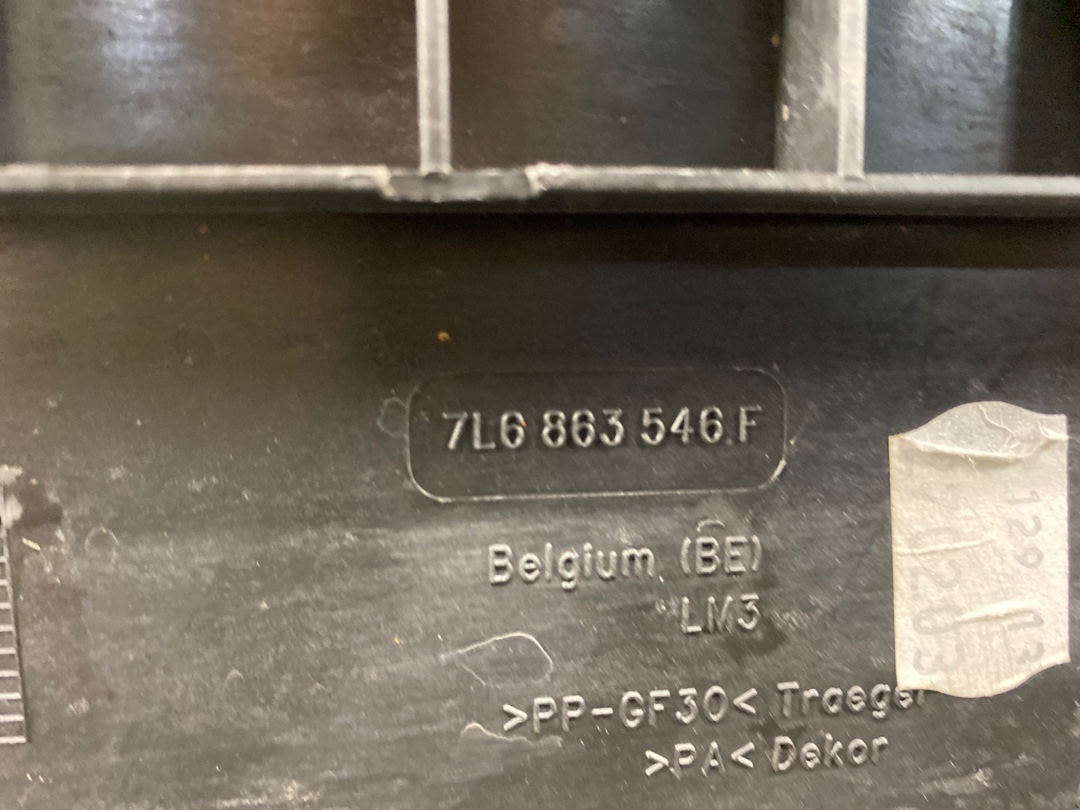 7L6 863 546 F
Belgium (BE)
LM3
>PP-GF30< Traeger
>PA< Dekor